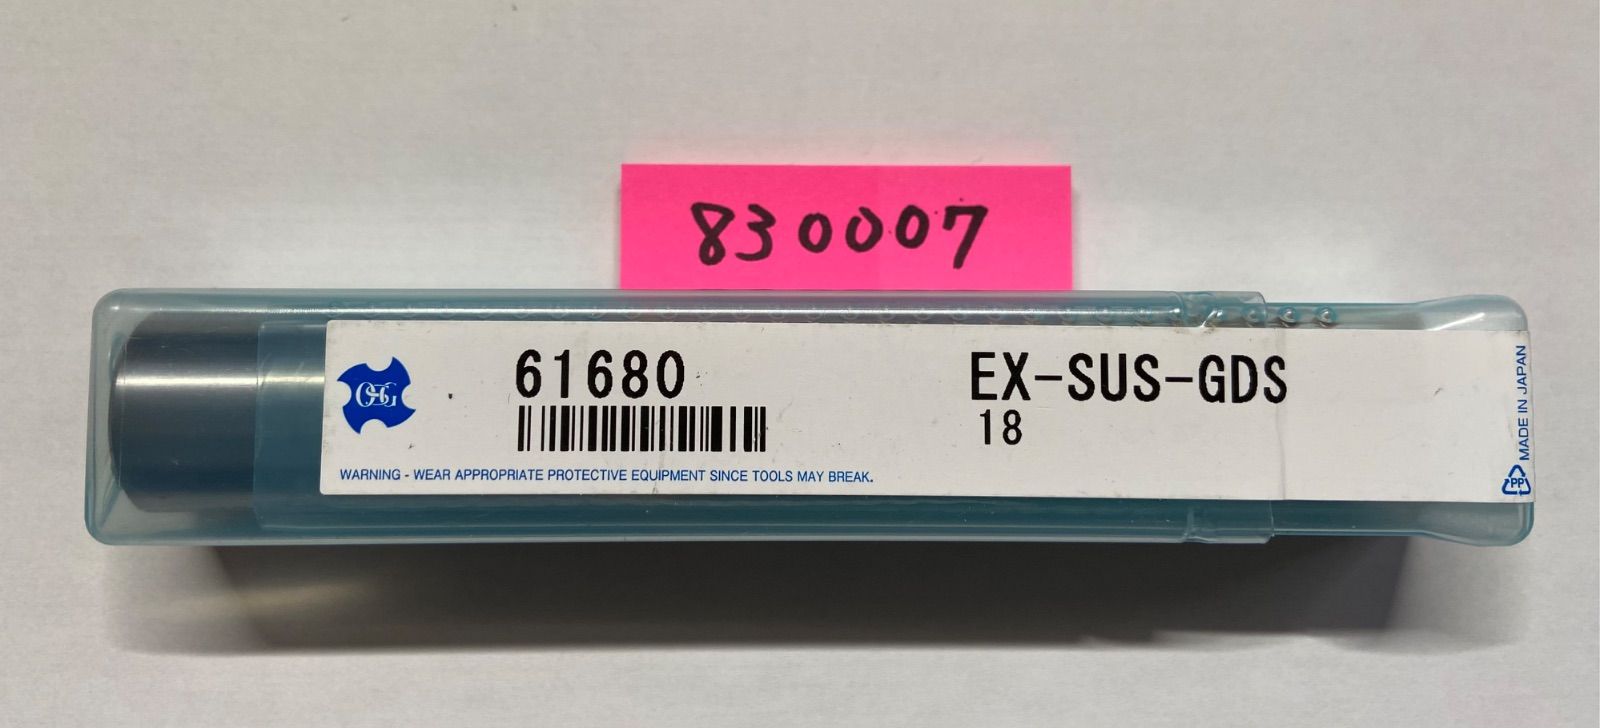 830007
OSG
61680
EX-SUS-GDS
18
WARNING - WEAR APPROPRIATE PROTECTIVE EQUIPMENT SINCE TOOLS MAY BREAK.
MADE IN JAPAN
PP